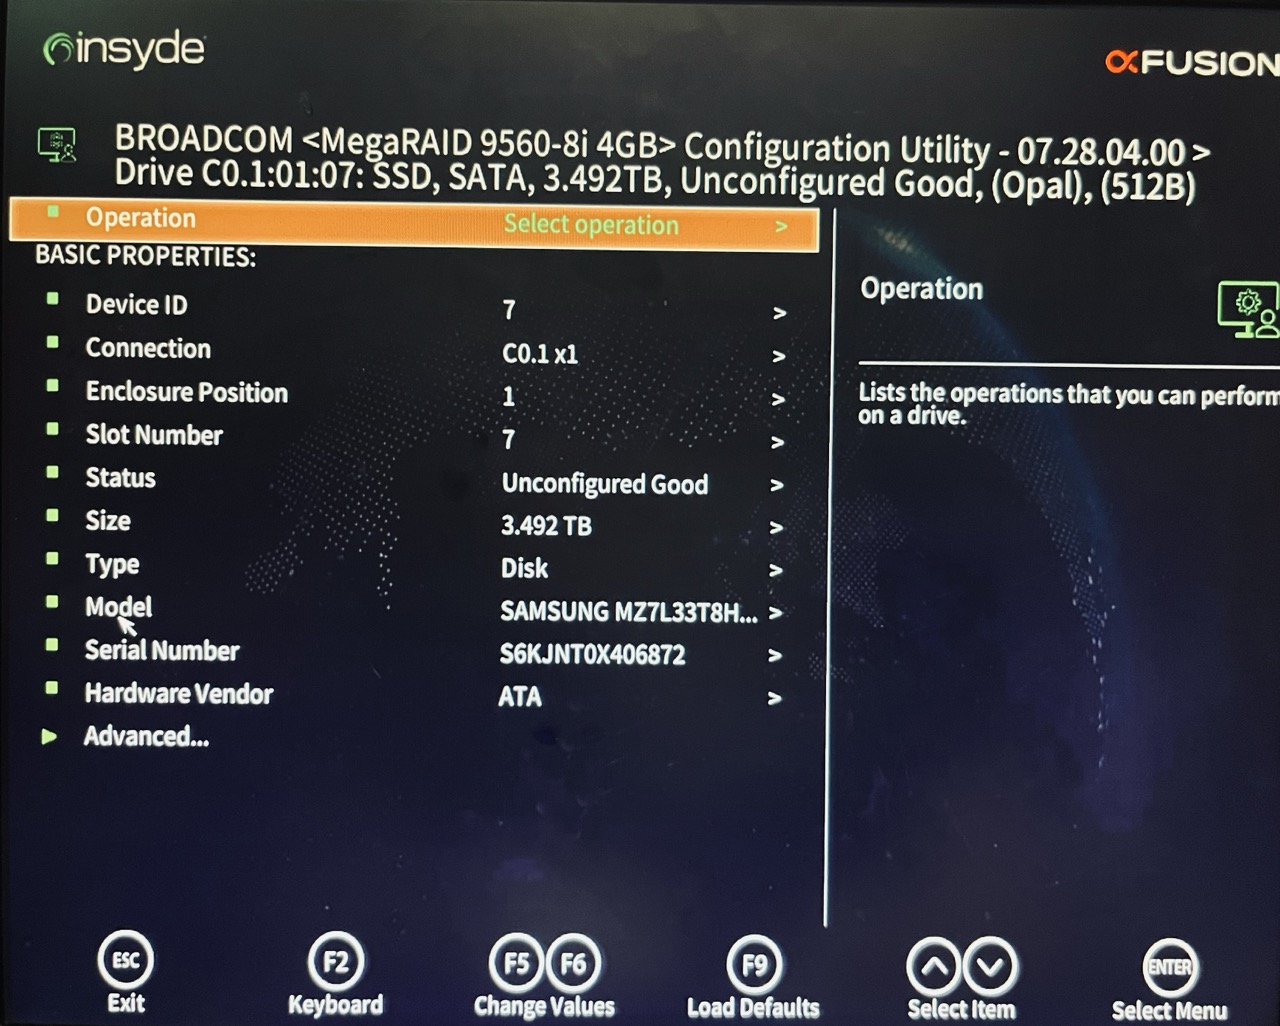 insyde
αFUSION
BROADCOM <MegaRAID 9560-8i 4GB> Configuration Utility - 07.28.04.00 >
Drive C0.1:01:07: SSD, SATA, 3.492TB, Unconfigured Good, (Opal), (512B)
Operation Select operation >
BASIC PROPERTIES:
Device ID 7 >
Connection C0.1 x1 >
Enclosure Position 1 >
Slot Number 7 >
Status Unconfigured Good >
Size 3.492 TB >
Type Disk >
Model SAMSUNG MZ7L33T8H... >
Serial Number S6KJNT0X406872 >
Hardware Vendor ATA >
Advanced...
Operation
Lists the operations that you can perform
on a drive.
ESC F2 F5 F6 F9 ENTER
Exit Keyboard Change Values Load Defaults Select Item Select Menu